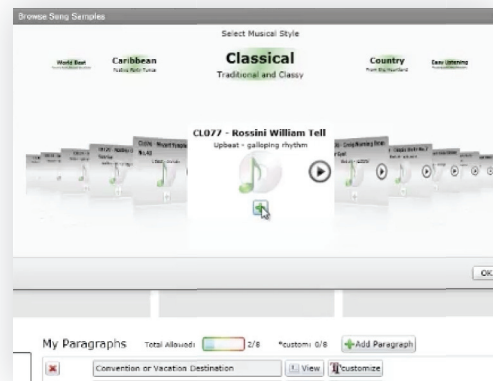 Browse Song Samples
Select Musical Style
World Beat
Caribbean
Classical
Country
Easy Listening
Festive Party Tunes
Traditional and Classy
From the Heartland
CL077 - Rossini William Tell
Upbeat - galloping rhythm
No.40
OK
My Paragraphs
Total Allowed:
2/8
*custom: 0/8
Add Paragraph
Convention or Vacation Destination
View
customize